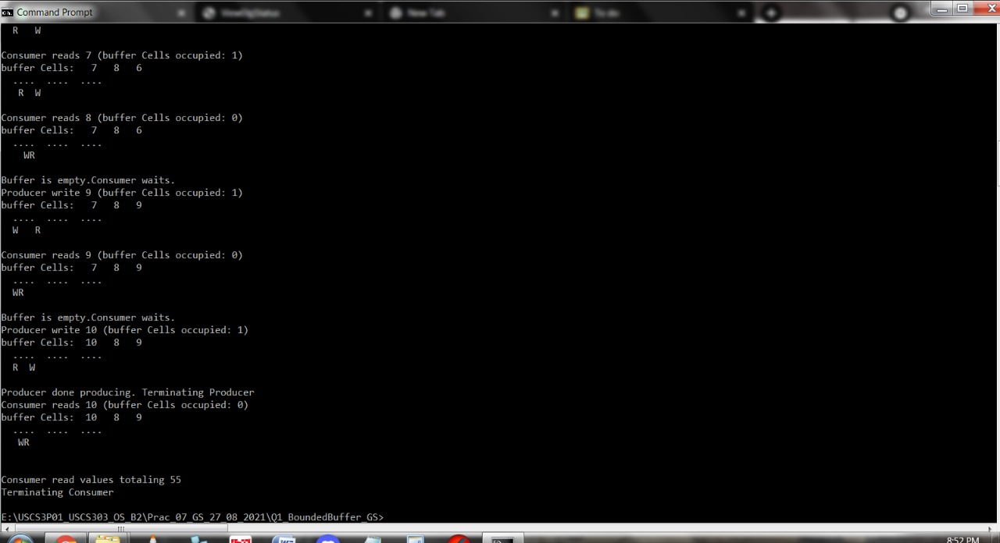 Command Prompt
ViewOgStatus
New Tab
To do
R W
Consumer reads 7 (buffer Cells occupied: 1)
buffer Cells: 7 8 6
.... .... ....
R W
Consumer reads 8 (buffer Cells occupied: 0)
buffer Cells: 7 8 6
.... .... ....
WR
Buffer is empty.Consumer waits.
Producer write 9 (buffer Cells occupied: 1)
buffer Cells: 7 8 9
.... .... ....
W R
Consumer reads 9 (buffer Cells occupied: 0)
buffer Cells: 7 8 9
.... .... ....
WR
Buffer is empty.Consumer waits.
Producer write 10 (buffer Cells occupied: 1)
buffer Cells: 10 8 9
.... .... ....
R W
Producer done producing. Terminating Producer
Consumer reads 10 (buffer Cells occupied: 0)
buffer Cells: 10 8 9
.... .... ....
WR
Consumer read values totaling 55
Terminating Consumer
E:\USCS3P01_USCS303_OS_B2\Prac_07_GS_27_08_2021\Q1_BoundedBuffer_GS>
8:52 PM